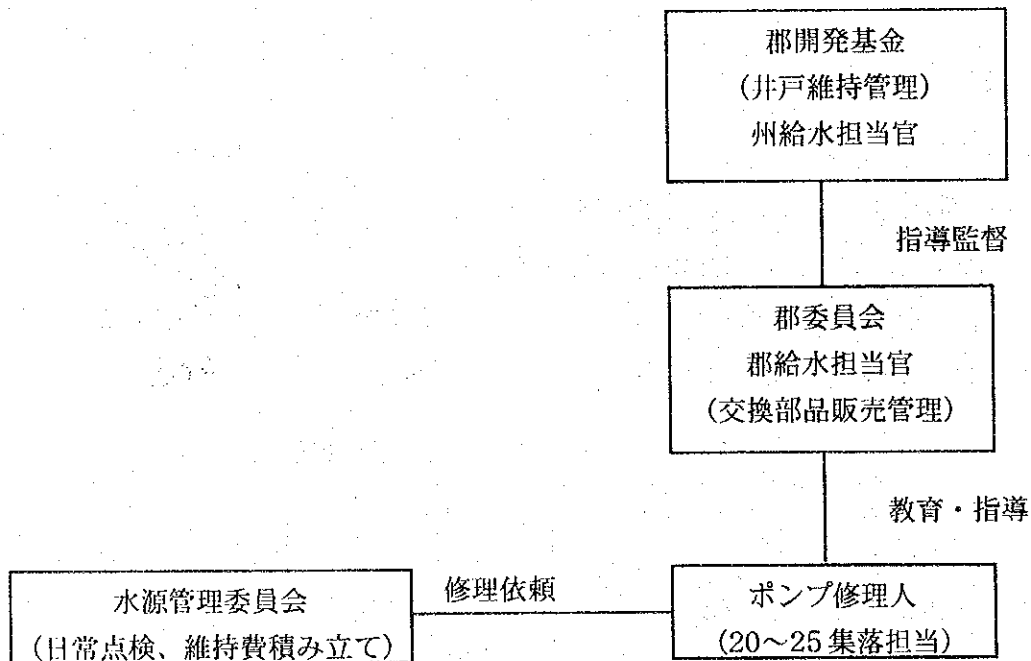 郡開発基金
(井戸維持管理)
州給水担当官
指導監督
郡委員会
郡給水担当官
(交換部品販売管理)
教育・指導
水源管理委員会
(日常点検、維持費積み立て)
修理依頼
ポンプ修理人
(20～25集落担当)